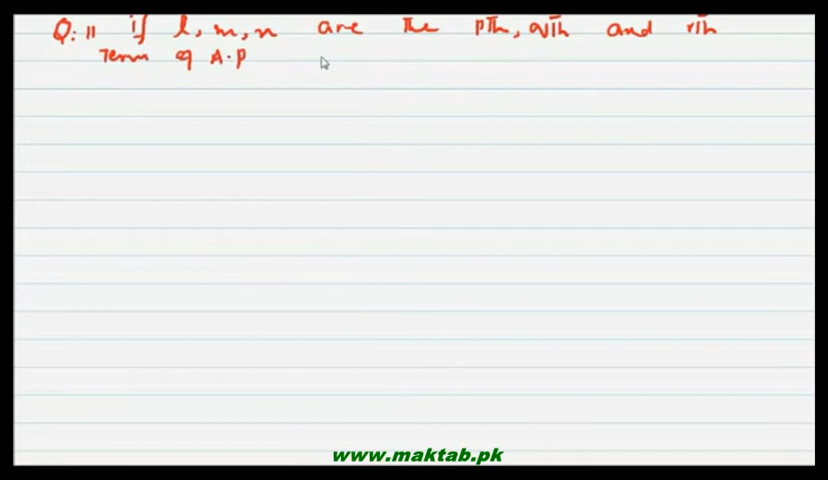 Q:11 if l, m, n are the pth, qth and rth
Term of A.P
www.maktab.pk